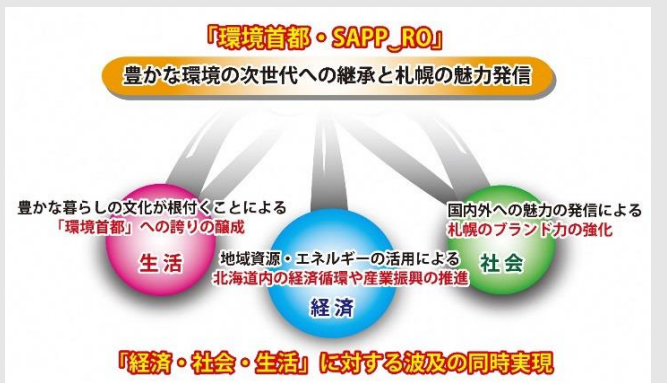 「環境首都・SAPP_RO」
豊かな環境の次世代への継承と札幌の魅力発信
豊かな暮らしの文化が根付くことによる
「環境首都」への誇りの醸成
生活
地域資源・エネルギーの活用による
北海道内の経済循環や産業振興の推進
経済
国内外への魅力の発信による
札幌のブランド力の強化
社会
「経済・社会・生活」に対する波及の同時実現